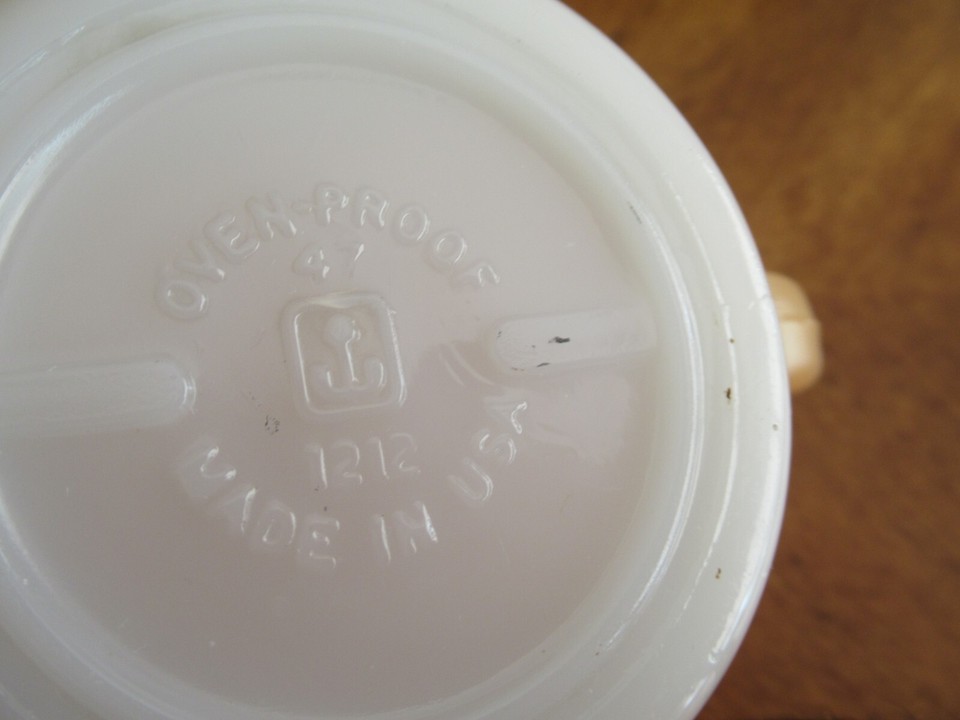 OVEN-PROOF
47
1212
MADE IN USA